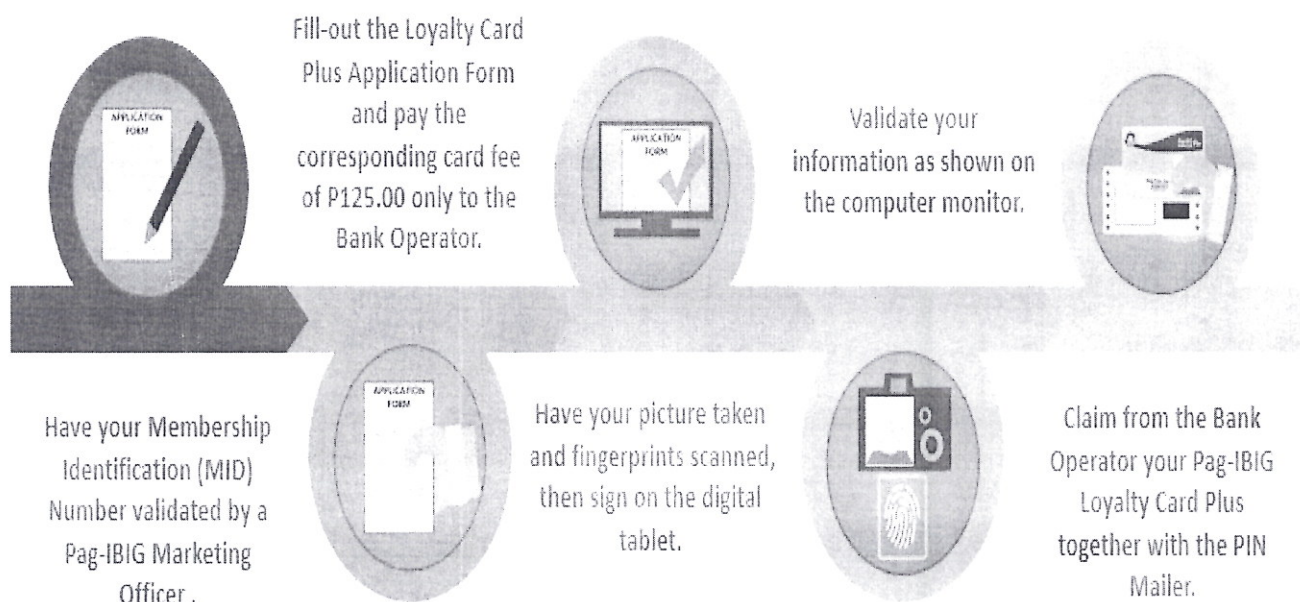 APPLICATION
FORM
Have your Membership
Identification (MID)
Number validated by a
Pag-IBIG Marketing
Officer .
Fill-out the Loyalty Card
Plus Application Form
and pay the
corresponding card fee
of P125.00 only to the
Bank Operator.
APPLICATION
FORM
APPLICATION
FORM
Have your picture taken
and fingerprints scanned,
then sign on the digital
tablet.
Validate your
information as shown on
the computer monitor.
Claim from the Bank
Operator your Pag-IBIG
Loyalty Card Plus
together with the PIN
Mailer.